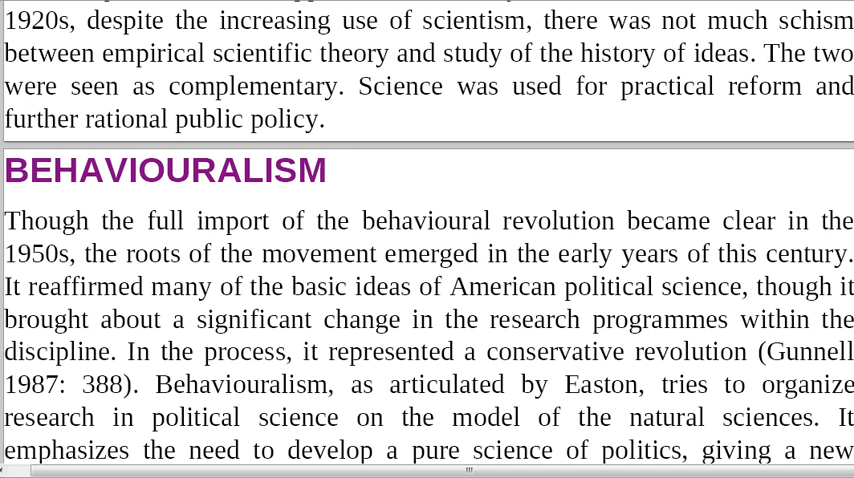 1920s, despite the increasing use of scientism, there was not much schism
between empirical scientific theory and study of the history of ideas. The two
were seen as complementary. Science was used for practical reform and
further rational public policy.
BEHAVIOURALISM
Though the full import of the behavioural revolution became clear in the
1950s, the roots of the movement emerged in the early years of this century.
It reaffirmed many of the basic ideas of American political science, though it
brought about a significant change in the research programmes within the
discipline. In the process, it represented a conservative revolution (Gunnell
1987: 388). Behaviouralism, as articulated by Easton, tries to organize
research in political science on the model of the natural sciences. It
emphasizes the need to develop a pure science of politics, giving a new